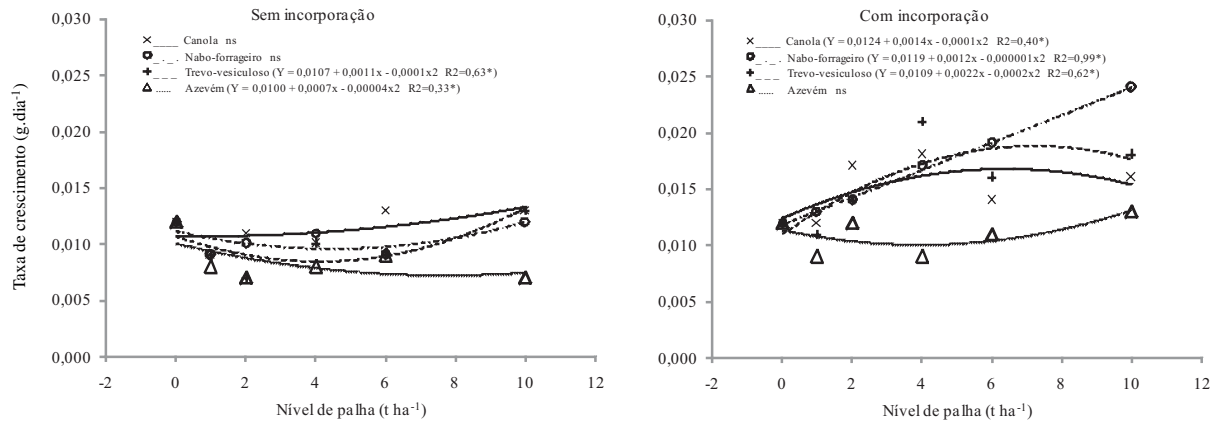 Sem incorporação
0,030
0,025
0,020
0,015
0,010
0,005
0,000
Taxa de crescimento (g.dia-1)
Canola ns
Nabo-forrageiro ns
Trevo-vesiculoso (Y = 0,0107 + 0,0011x - 0,0001x2 R2=0,63*)
Azevém (Y = 0,0100 + 0,0007x - 0,00004x2 R2=0,33*)
-2 0 2 4 6 8 10 12
Nível de palha (t ha-1)
Com incorporação
0,030
0,025
0,020
0,015
0,010
0,005
0,000
Canola (Y = 0,0124 + 0,0014x - 0,0001x2 R2=0,40*)
Nabo-forrageiro (Y = 0,0119 + 0,0012x - 0,000001x2 R2=0,99*)
Trevo-vesiculoso (Y = 0,0109 + 0,0022x - 0,0002x2 R2=0,62*)
Azevém ns
-2 0 2 4 6 8 10 12
Nível de palha (t ha-1)